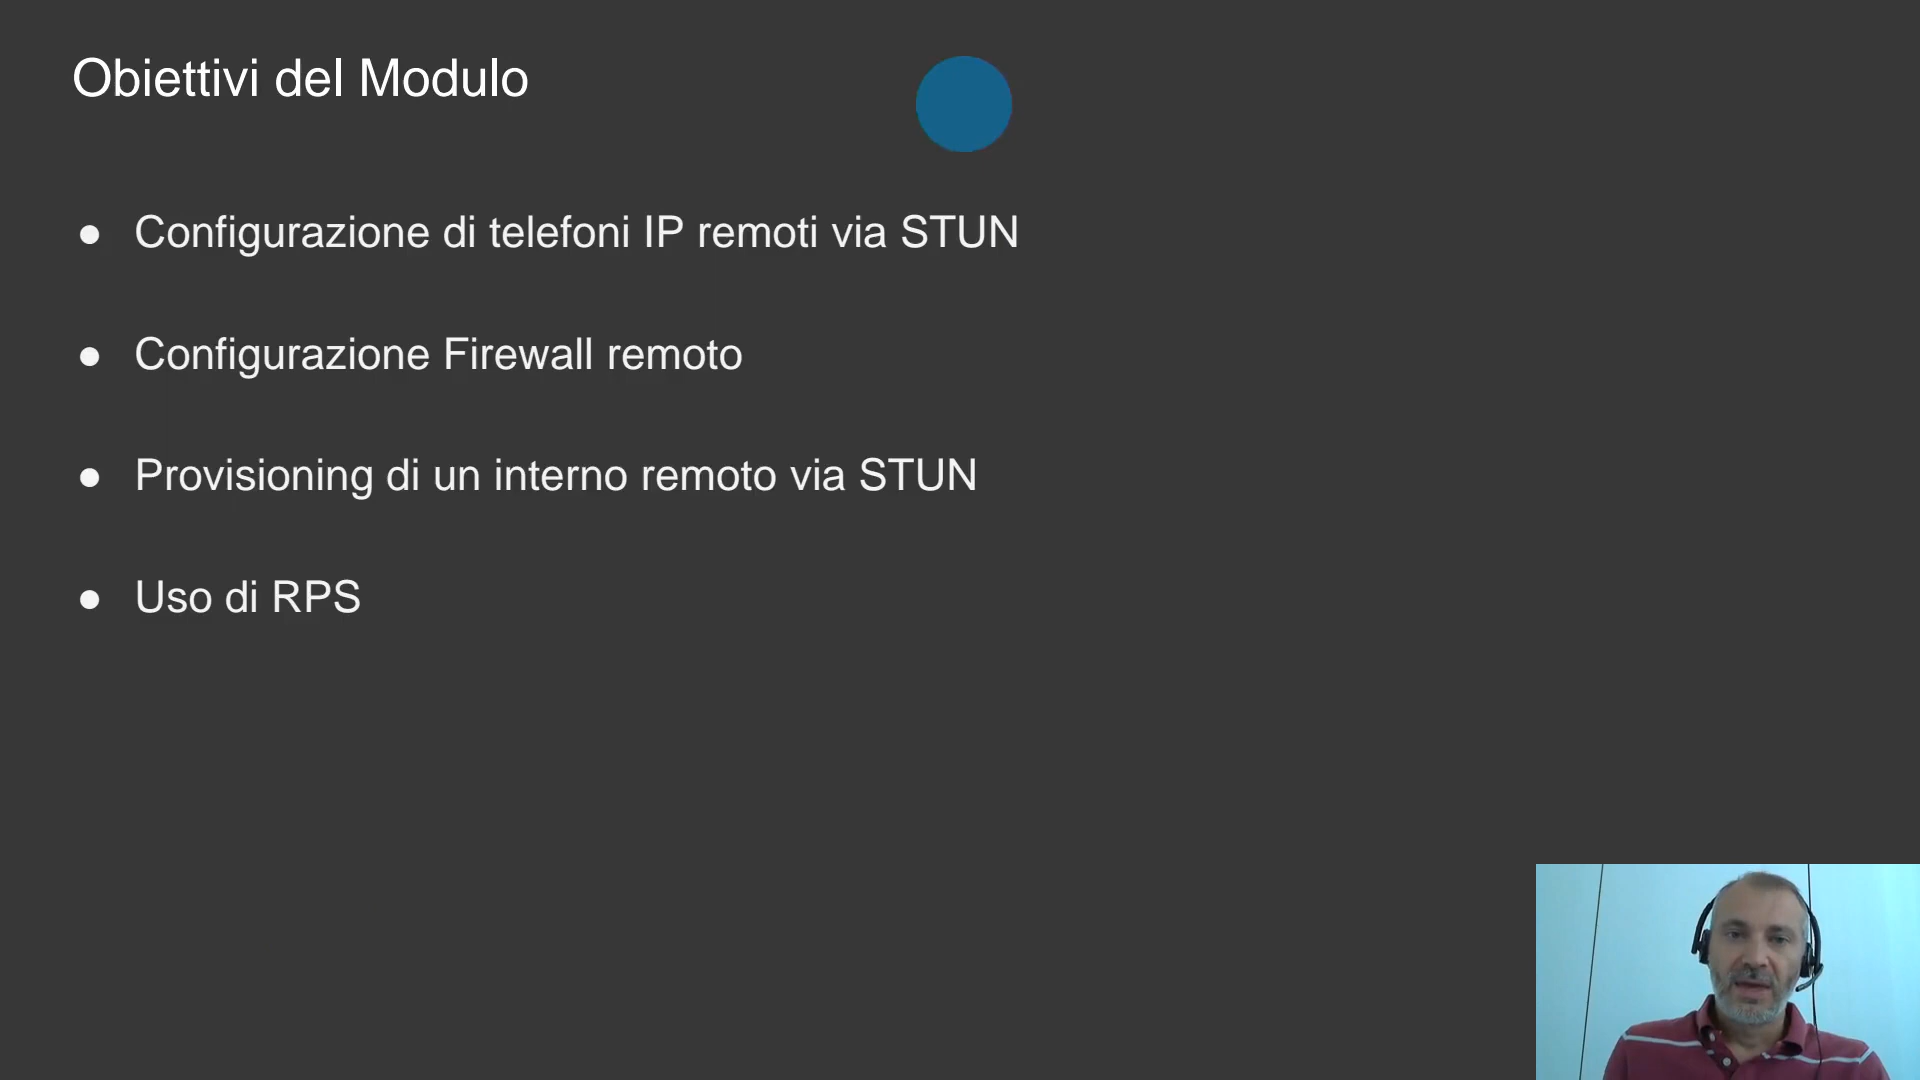 Obiettivi del Modulo
● Configurazione di telefoni IP remoti via STUN
● Configurazione Firewall remoto
● Provisioning di un interno remoto via STUN
● Uso di RPS